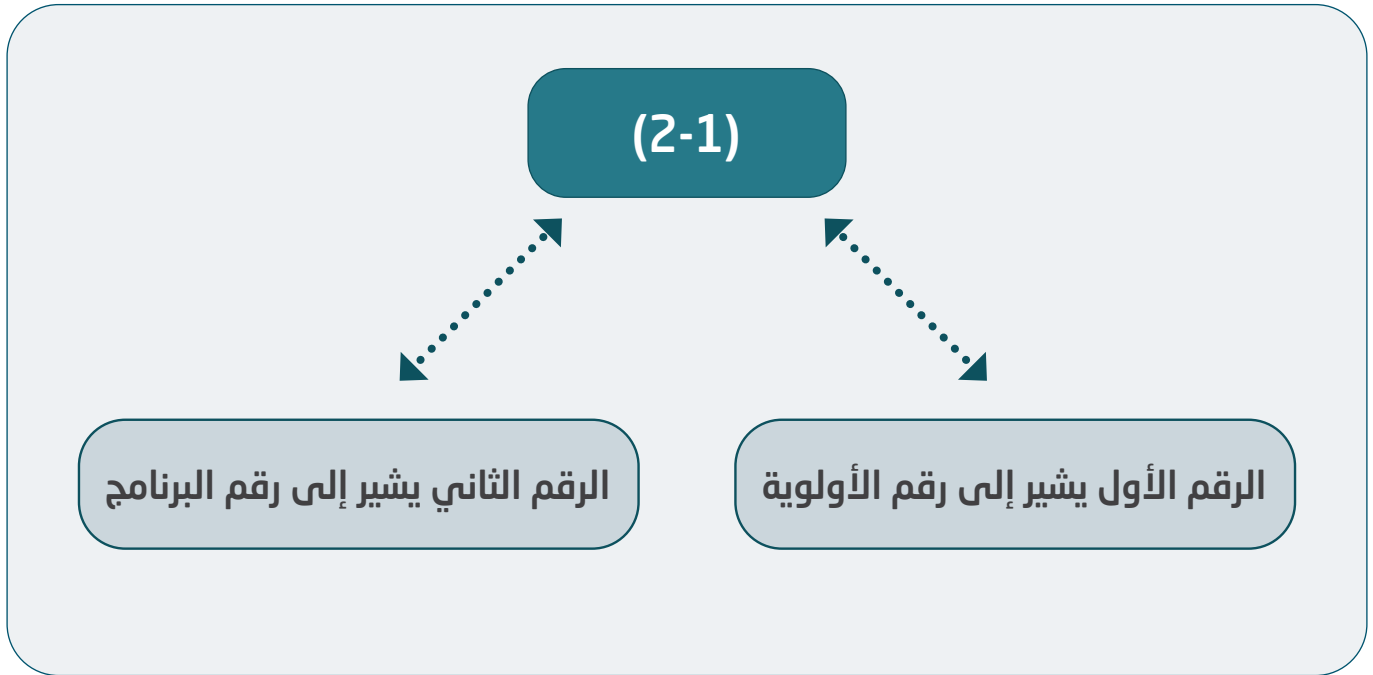 (2-1)
الرقم الأول يشير إلى رقم الأولوية
الرقم الثاني يشير إلى رقم البرنامج